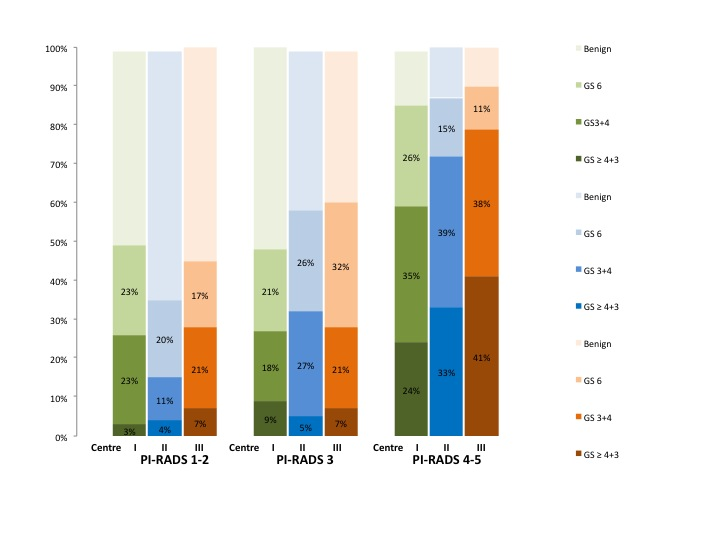 100%
90%
80%
70%
60%
50%
40%
30%
20%
10%
0%
23%
23%
3%
20%
11%
4%
17%
21%
7%
21%
18%
9%
26%
27%
5%
32%
21%
7%
26%
35%
24%
15%
39%
33%
11%
38%
41%
Centre I II III
PI-RADS 1-2
Centre I II III
PI-RADS 3
Centre I II III
PI-RADS 4-5
Benign
GS 6
GS3+4
GS ≥ 4+3
Benign
GS 6
GS 3+4
GS ≥ 4+3
Benign
GS 6
GS 3+4
GS ≥ 4+3